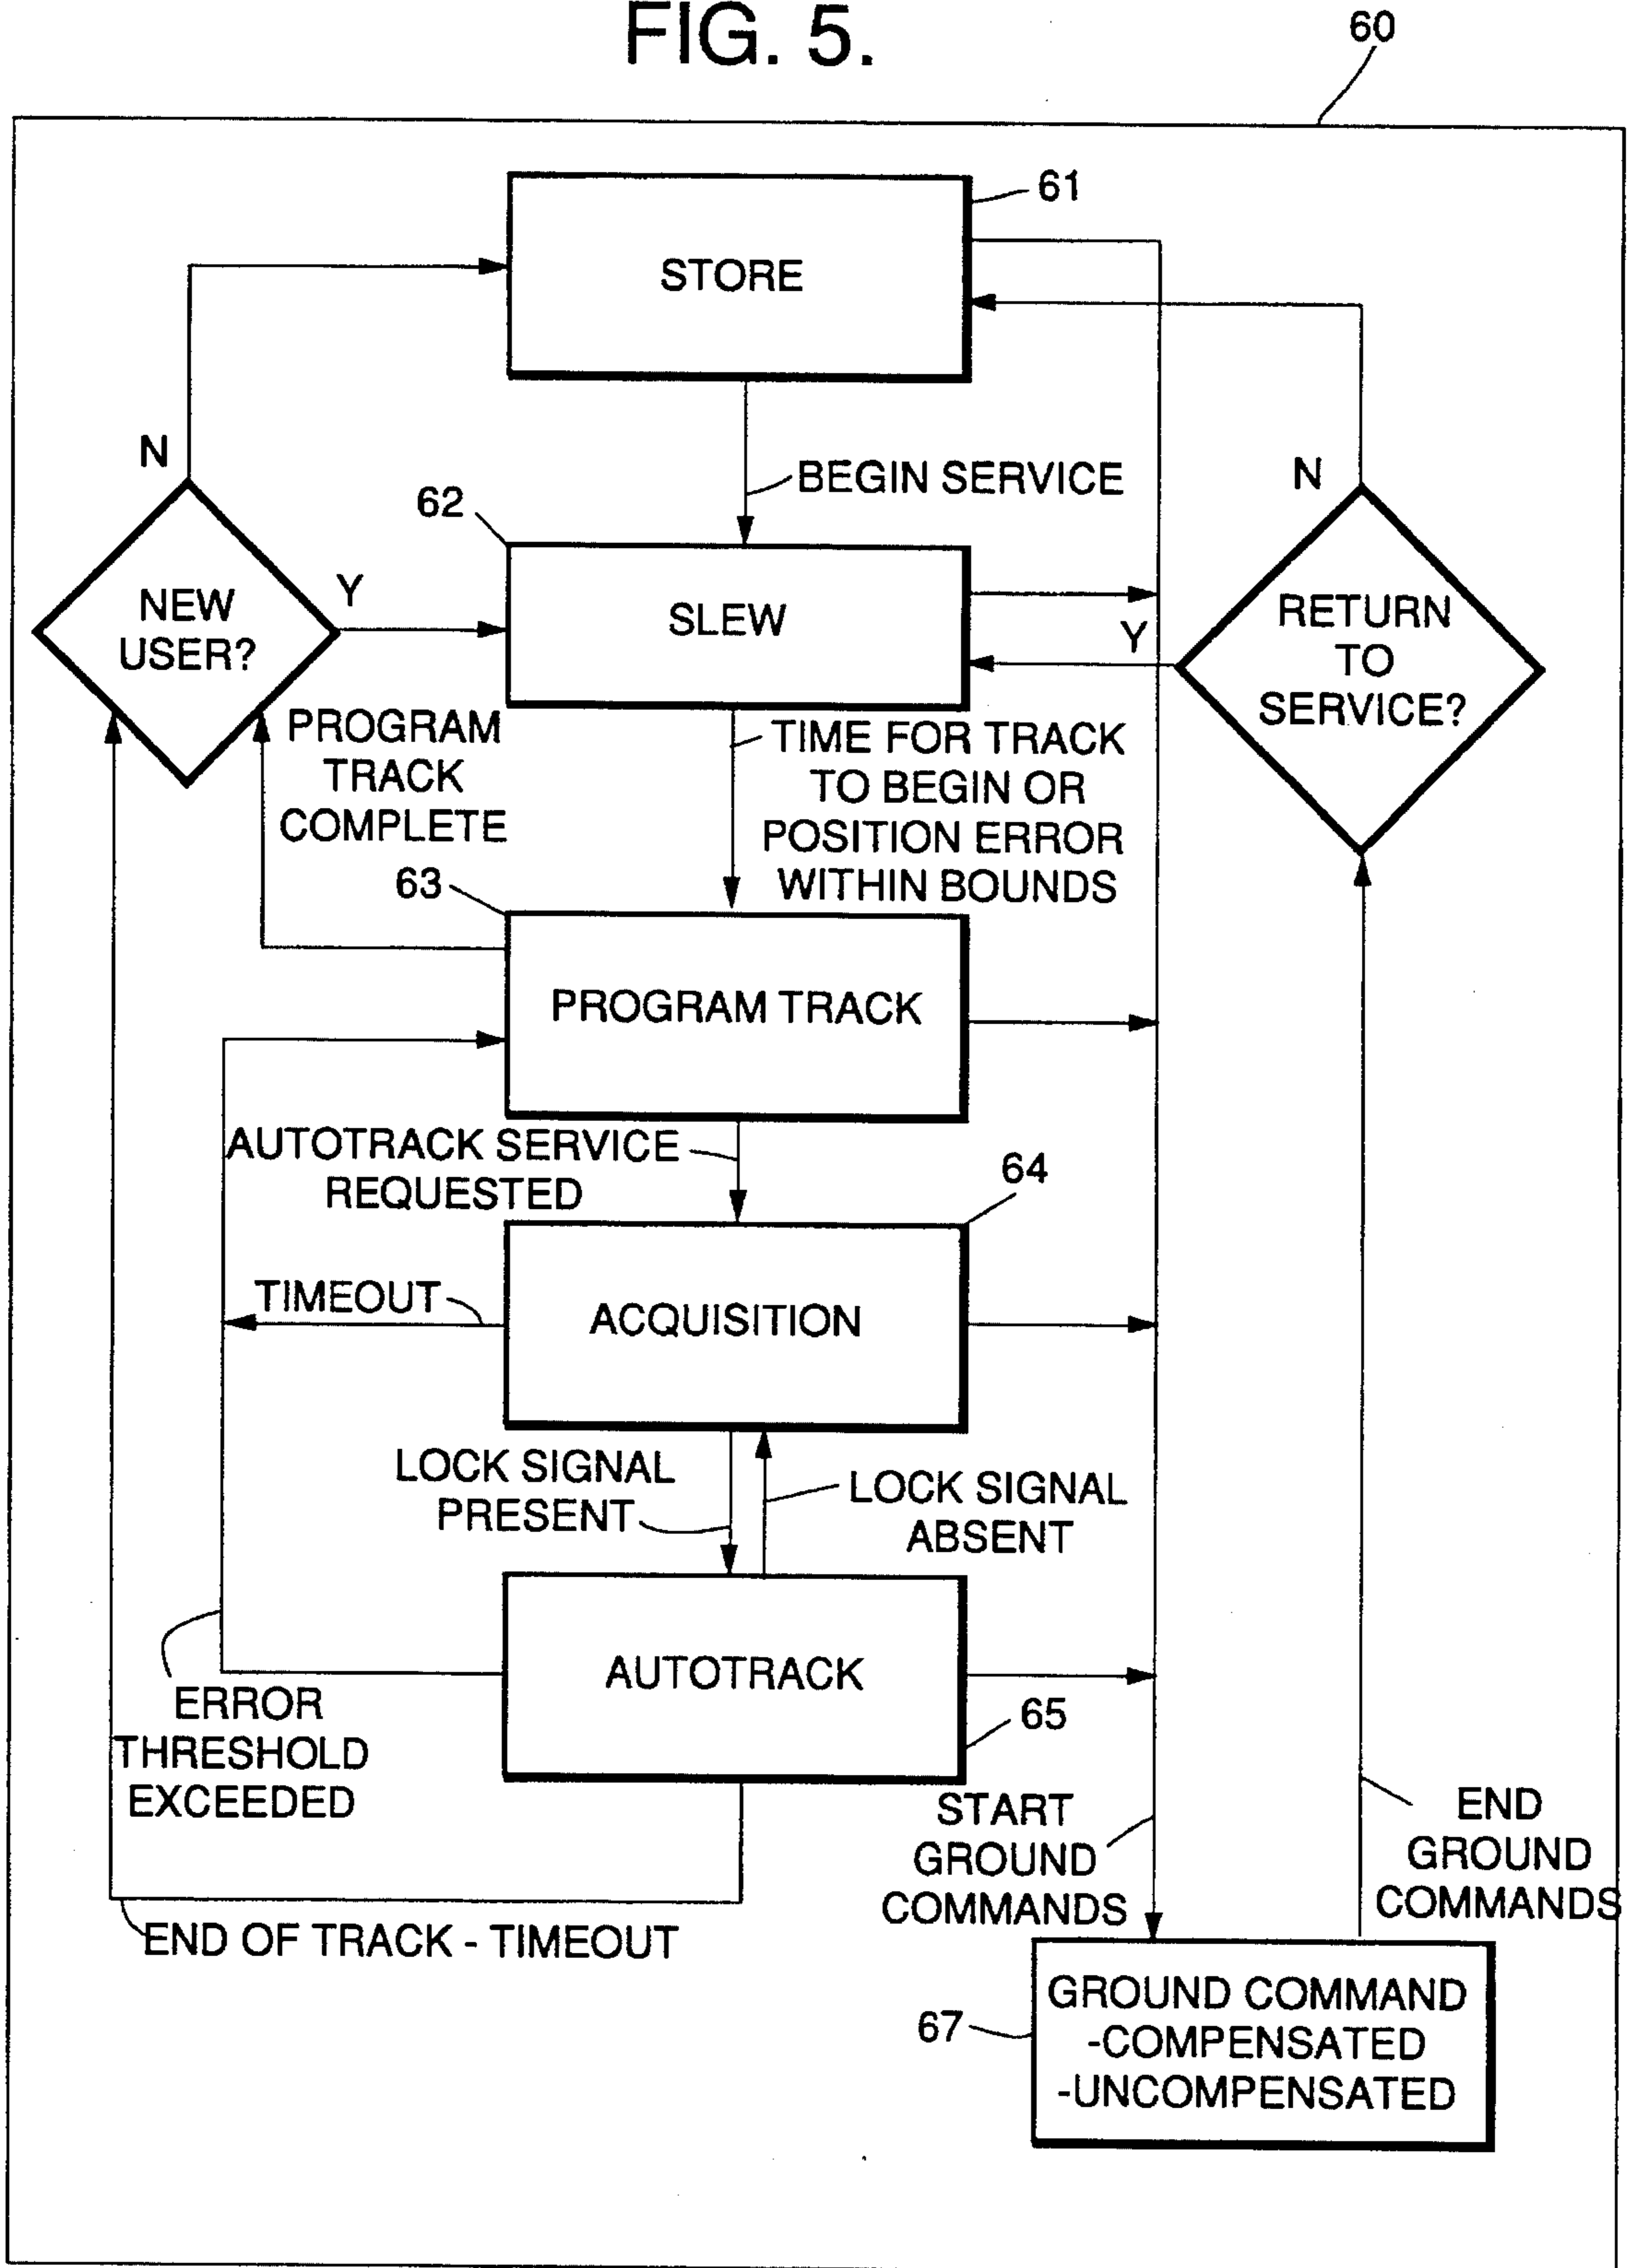 FIG. 5.
60
61
STORE
N
BEGIN SERVICE
N
62
NEW
USER?
Y
SLEW
Y
RETURN
TO
SERVICE?
PROGRAM
TRACK
COMPLETE
TIME FOR TRACK
TO BEGIN OR
POSITION ERROR
WITHIN BOUNDS
63
PROGRAM TRACK
AUTOTRACK SERVICE
REQUESTED
64
TIMEOUT
ACQUISITION
LOCK SIGNAL
PRESENT
LOCK SIGNAL
ABSENT
AUTOTRACK
65
ERROR
THRESHOLD
EXCEEDED
START
GROUND
COMMANDS
END
GROUND
COMMANDS
END OF TRACK - TIMEOUT
67
GROUND COMMAND
-COMPENSATED
-UNCOMPENSATED